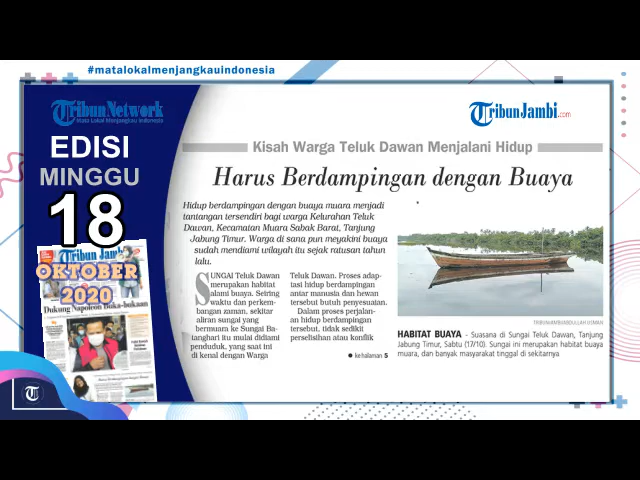 #matalokalmenjangkauindonesia
TribunNetwork
Mata Lokal Menjangkau Indonesia
TribunJambi.com
EDISI
MINGGU
18
OKTOBER
2020
Tribun Jambi
Dukung Napoleon Buka-bukaan
Kisah Warga Teluk Dawan Menjalani Hidup
Harus Berdampingan dengan Buaya
Hidup berdampingan dengan buaya muara menjadi
tantangan tersendiri bagi warga Kelurahan Teluk
Dawan, Kecamatan Muara Sabak Barat, Tanjung
Jabung Timur. Warga di sana pun meyakini buaya
sudah mendiami wilayah itu sejak ratusan tahun
lalu.
SUNGAI Teluk Dawan
merupakan habitat
alami buaya. Seiring
waktu dan perkem-
bangan zaman, sekitar
aliran sungai yang
bermuara ke Sungai Ba-
tanghari itu mulai didiami
penduduk, yang saat ini
di kenal dengan Warga
Teluk Dawan. Proses adap-
tasi hidup berdampingan
antar manusia dan hewan
tersebut butuh penyesuatan.
Dalam proses perjalan-
an hidup berdampingan
tersebut, tidak sedikit
perselisihan atau konflik
ke halaman 5
TRIBUNJAMBI/ABDULLAH USMAN
HABITAT BUAYA - Suasana di Sungai Teluk Dawan, Tanjung
Jabung Timur, Sabtu (17/10). Sungai ini merupakan habitat buaya
muara, dan banyak masyarakat tinggal di sekitarnya